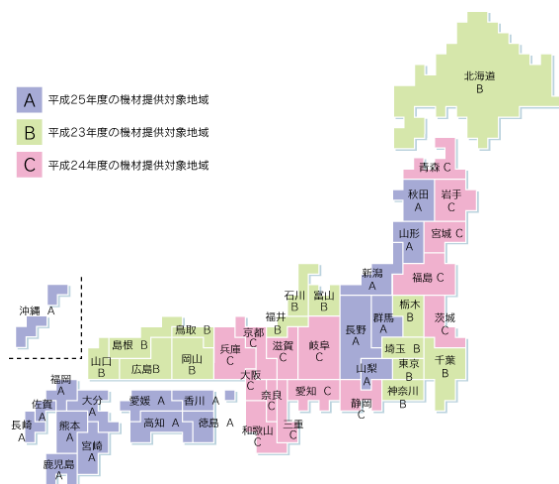 北海道
B
A 平成25年度の機材提供対象地域
B 平成23年度の機材提供対象地域
C 平成24年度の機材提供対象地域
青森 C
秋田
A
岩手
C
山形
A
宮城 C
新潟
A
福島 C
沖縄 A
石川
B
富山
B
福井
B
栃木
B
群馬
A
茨城
C
長野
A
鳥取 B
島根 B
山口
B
広島B
岡山
B
兵庫
C
京都
C
滋賀
C
岐阜
C
埼玉 B
東京
B
千葉
B
山梨
A
神奈川
B
大阪
C
奈良
C
愛知 C
静岡
C
和歌山
C
三重
C
福岡
A
佐賀
A
大分
A
長崎
A
熊本
A
宮崎
A
鹿児島
A
愛媛 A
香川 A
高知 A
徳島 A